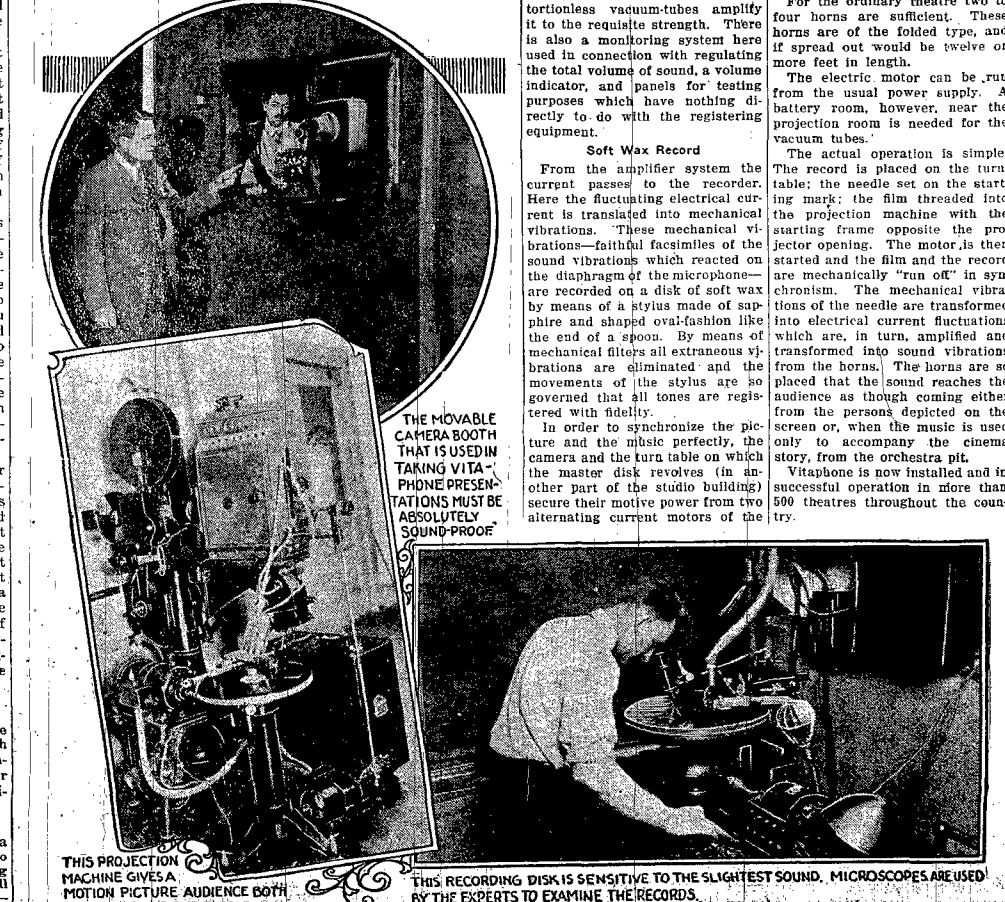 tortionless vacuum-tubes amplify
it to the requisite strength. There
is also a monitoring system here
used in connection with regulating
the total volume of sound, a volume
indicator, and panels for testing
purposes which have nothing di-
rectly to do with the registering
equipment.
Soft Wax Record
From the amplifier system the
current passes to the recorder.
Here the fluctuating electrical cur-
rent is translated into mechanical
vibrations. These mechanical vi-
brations—faithful facsimiles of the
sound vibrations which reacted on
the diaphragm of the microphone—
are recorded on a disk of soft wax
by means of a stylus made of sap-
phire and shaped oval-fashion like
the end of a spoon. By means of
mechanical filters all extraneous vi-
brations are eliminated and the
movements of the stylus are so
governed that all tones are regis-
tered with fidelity.
In order to synchronize the pic-
ture and the music perfectly, the
camera and the turn table on which
the master disk revolves (in an-
other part of the studio building)
secure their motive power from two
alternating current motors of the
For the ordinary theatre two to
four horns are sufficient. These
horns are of the folded type, and
if spread out would be twelve or
more feet in length.
The electric motor can be run
from the usual power supply. A
battery room, however, near the
projection room is needed for the
vacuum tubes.
The actual operation is simple.
The record is placed on the turn
table; the needle set on the start
ing mark; the film threaded into
the projection machine with the
starting frame opposite the pro
jector opening. The motor is then
started and the film and the record
are mechanically "run off" in syn
chronism. The mechanical vibra
tions of the needle are transformed
into electrical current fluctuations
which are, in turn, amplified and
transformed into sound vibrations
from the horns. The horns are so
placed that the sound reaches the
audience as though coming either
from the persons depicted on the
screen or, when the music is used
only to accompany the cinema
story, from the orchestra pit.
Vitaphone is now installed and in
successful operation in more than
500 theatres throughout the coun
try.
THE MOVABLE
CAMERA BOOTH
THAT IS USED IN
TAKING VITA-
PHONE PRESEN-
TATIONS MUST BE
ABSOLUTELY
SOUND-PROOF.
THIS PROJECTION
MACHINE GIVES A
MOTION PICTURE AUDIENCE BOTH
THIS RECORDING DISK IS SENSITIVE TO THE SLIGHTEST SOUND. MICROSCOPES ARE USED
BY THE EXPERTS TO EXAMINE THE RECORDS.